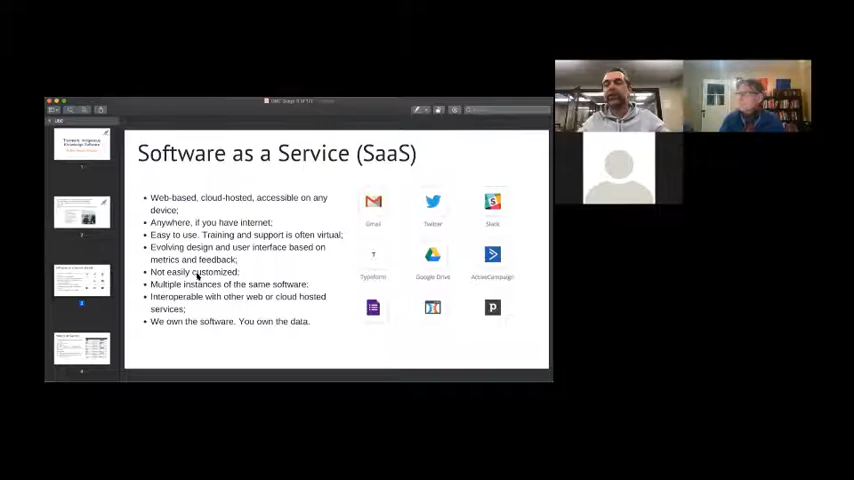 Software as a Service (SaaS)
• Web-based, cloud-hosted, accessible on any
device;
• Anywhere, if you have internet;
• Easy to use. Training and support is often virtual;
• Evolving design and user interface based on
metrics and feedback;
• Not easily customized;
• Multiple instances of the same software;
• Interoperable with other web or cloud hosted
services;
• We own the software. You own the data.
Gmail
Twitter
Slack
T
Typeform
Google Drive
ActiveCampaign
p